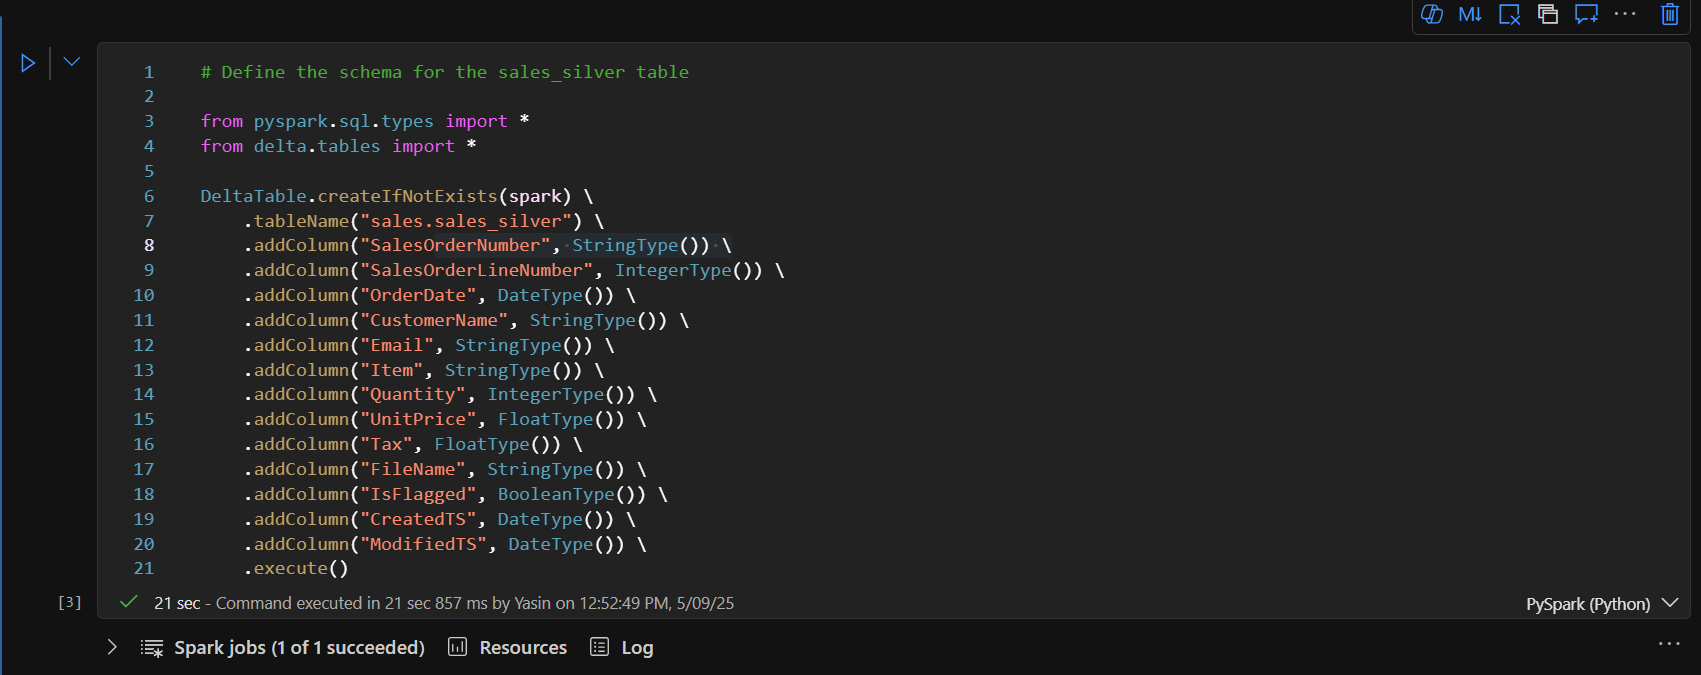 M↓ ...
1 # Define the schema for the sales_silver table
2
3 from pyspark.sql.types import *
4 from delta.tables import *
5
6 DeltaTable.createIfNotExists(spark) \
7     .tableName("sales.sales_silver") \
8     .addColumn("SalesOrderNumber", StringType()) \
9     .addColumn("SalesOrderLineNumber", IntegerType()) \
10     .addColumn("OrderDate", DateType()) \
11     .addColumn("CustomerName", StringType()) \
12     .addColumn("Email", StringType()) \
13     .addColumn("Item", StringType()) \
14     .addColumn("Quantity", IntegerType()) \
15     .addColumn("UnitPrice", FloatType()) \
16     .addColumn("Tax", FloatType()) \
17     .addColumn("FileName", StringType()) \
18     .addColumn("IsFlagged", BooleanType()) \
19     .addColumn("CreatedTS", DateType()) \
20     .addColumn("ModifiedTS", DateType()) \
21     .execute()
[3] 21 sec - Command executed in 21 sec 857 ms by Yasin on 12:52:49 PM, 5/09/25 PySpark (Python)
Spark jobs (1 of 1 succeeded) Resources Log ...